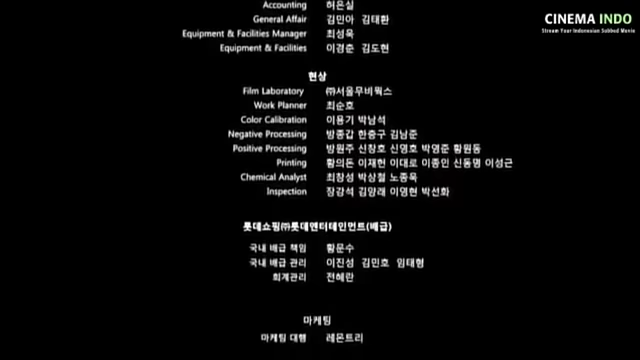 Accounting 허은실
CINEMA INDO
General Affair 김민아 김태환
Stream Your Indonesian Subbed Movie
Equipment & Facilities Manager 최성욱
Equipment & Facilities 이경준 김도현
현상
Film Laboratory ㈜서울무비웍스
Work Planner 최순호
Color Calibration 이용기 박남석
Negative Processing 방종갑 한충구 김남준
Positive Processing 방원주 신창호 신명호 박영준 황원동
Printing 황의돈 이재헌 이대로 이종인 신동명 이성근
Chemical Analyst 최창성 박상철 노종욱
Inspection 장강석 김양래 이영현 박선화
롯데쇼핑㈜롯데엔터테인먼트(배급)
국내 배급 책임 황문수
국내 배급 관리 이진성 김민호 임태형
회계관리 전혜란
마케팅
마케팅 대행 레몬트리